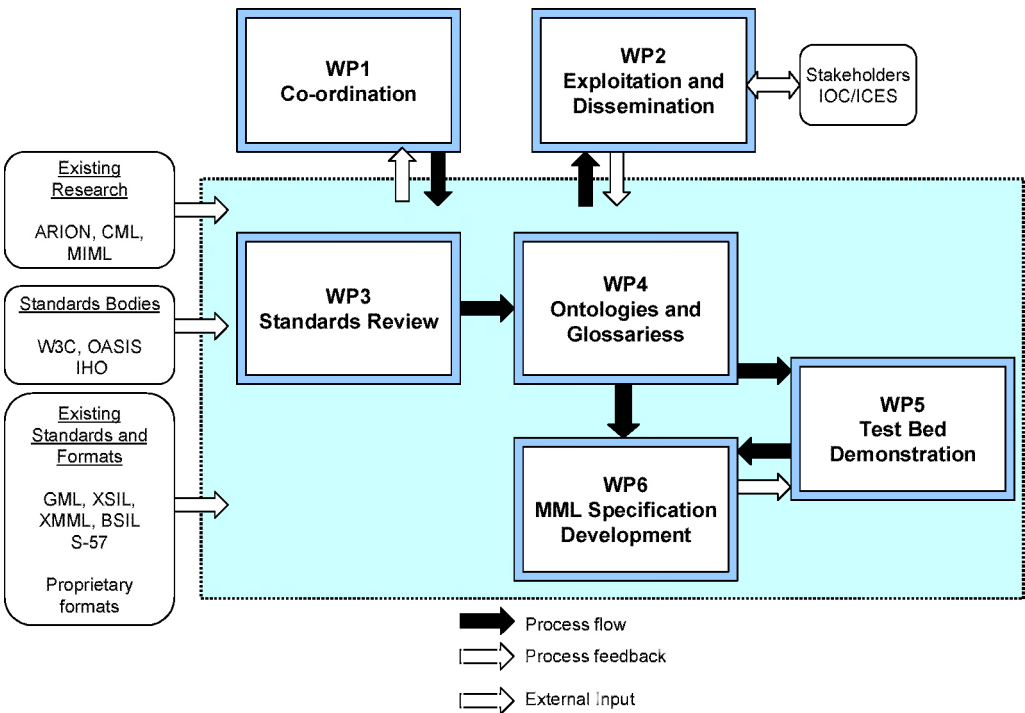 WP1
Co-ordination
WP2
Exploitation and
Dissemination
Stakeholders
IOC/ICES
Existing
Research
ARION, CML,
MIML
Standards Bodies
W3C, OASIS
IHO
Existing
Standards and
Formats
GML, XSIL,
XMML, BSIL
S-57
Proprietary
formats
WP3
Standards Review
WP4
Ontologies and
Glossariess
WP5
Test Bed
Demonstration
WP6
MML Specification
Development
Process flow
Process feedback
External Input